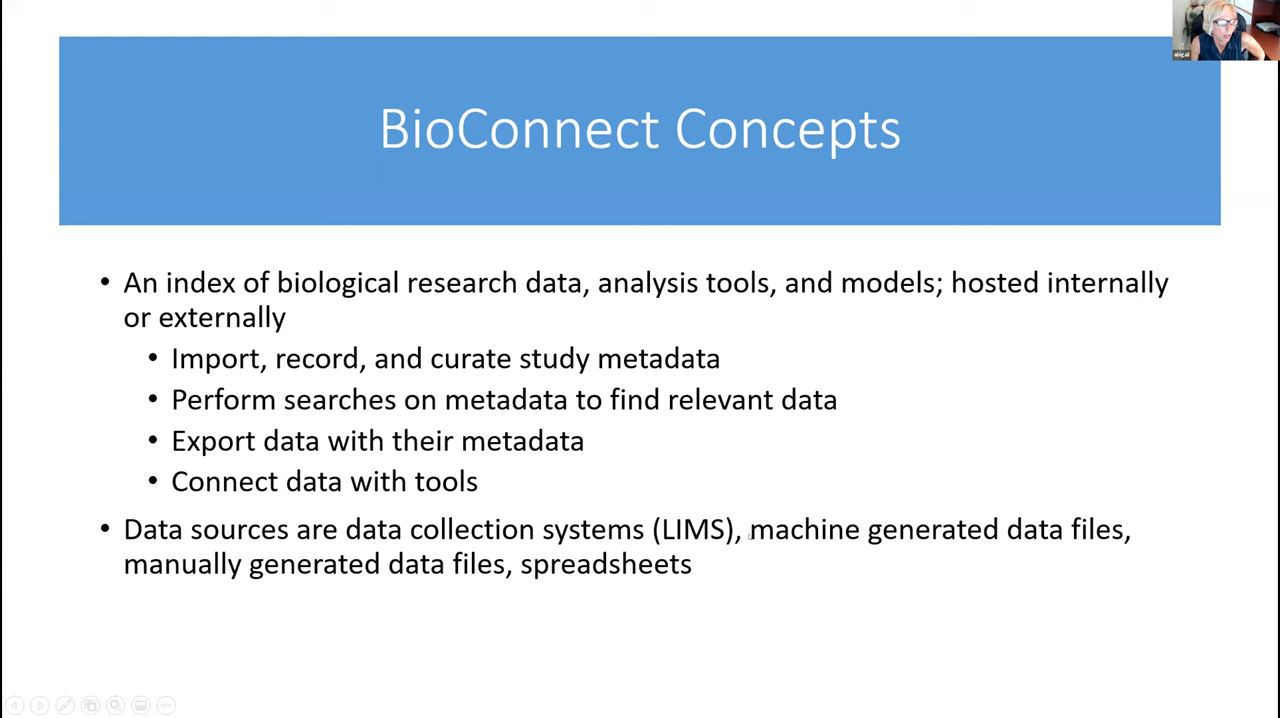 abigail
BioConnect Concepts
• An index of biological research data, analysis tools, and models; hosted internally
or externally
• Import, record, and curate study metadata
• Perform searches on metadata to find relevant data
• Export data with their metadata
• Connect data with tools
• Data sources are data collection systems (LIMS), machine generated data files,
manually generated data files, spreadsheets